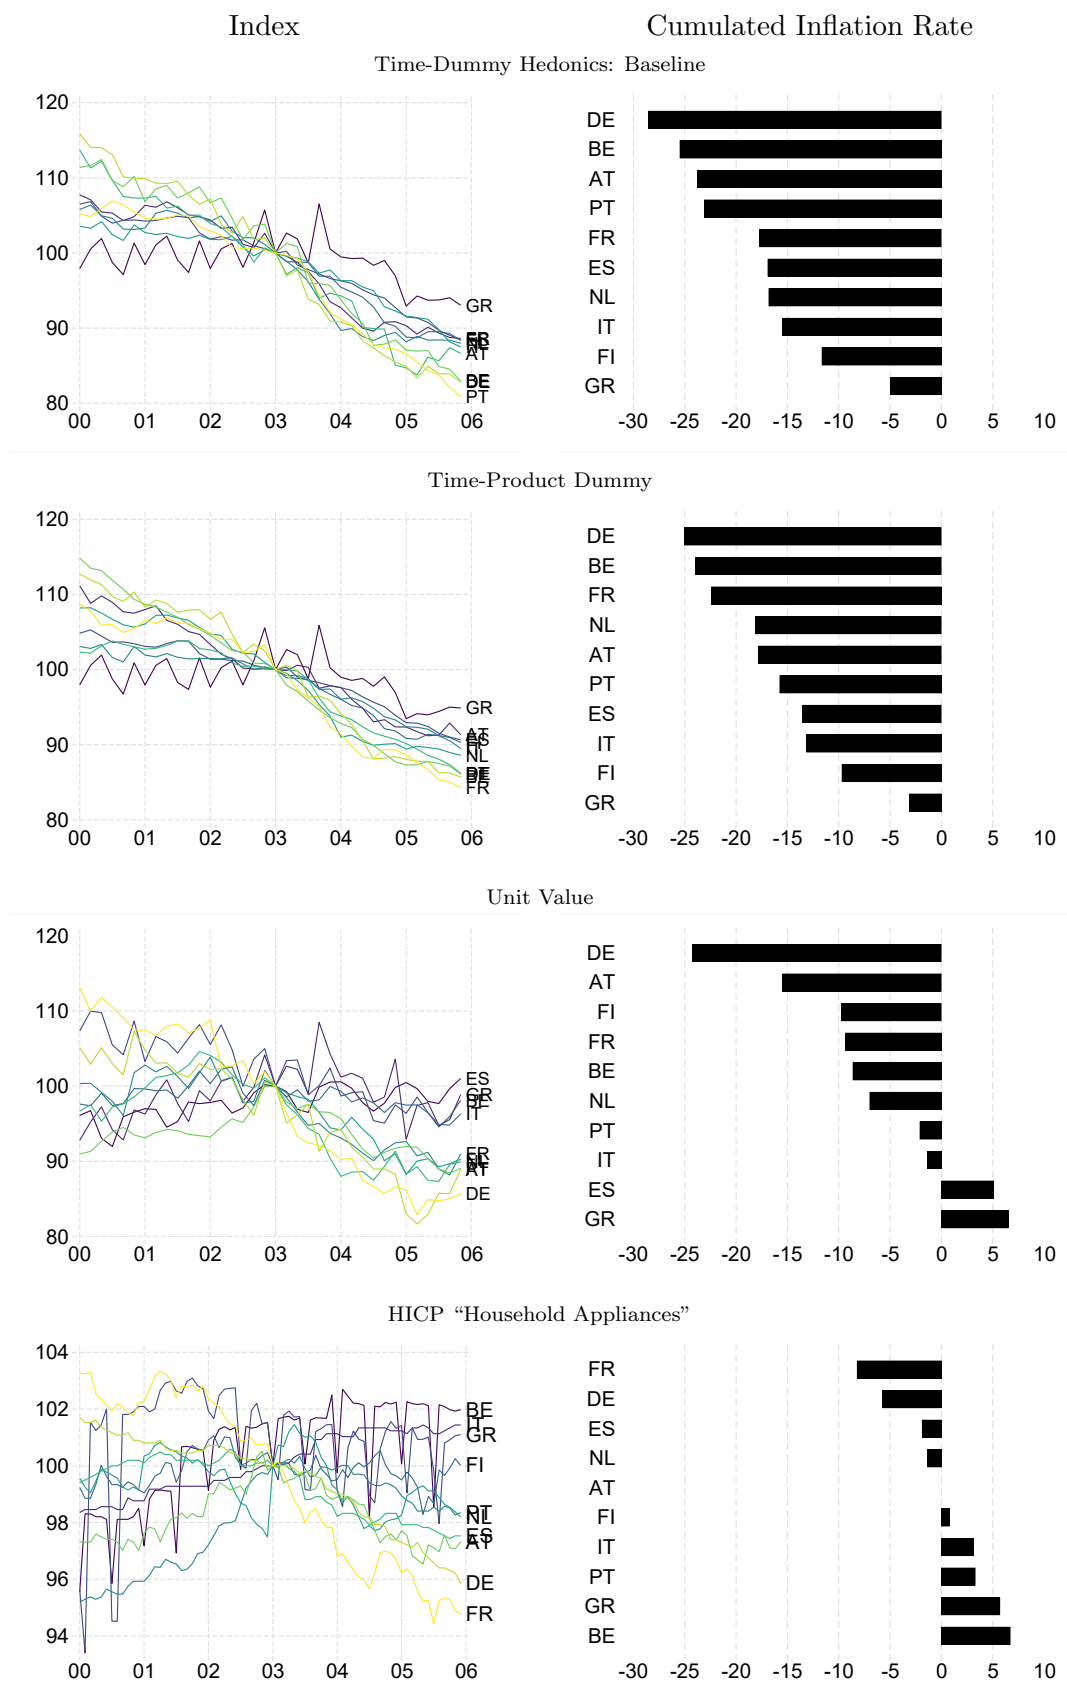 Index Cumulated Inflation Rate
Time-Dummy Hedonics: Baseline
120
110
100
90
80
00 01 02 03 04 05 06
GR
AT
PT
DE
BE
AT
PT
FR
ES
NL
IT
FI
GR
-30 -25 -20 -15 -10 -5 0 5 10
Time-Product Dummy
120
110
100
90
80
00 01 02 03 04 05 06
GR
NL
FR
DE
BE
FR
NL
AT
PT
ES
IT
FI
GR
-30 -25 -20 -15 -10 -5 0 5 10
Unit Value
120
110
100
90
80
00 01 02 03 04 05 06
ES
GR
IT
FR
AT
DE
DE
AT
FI
FR
BE
NL
PT
IT
ES
GR
-30 -25 -20 -15 -10 -5 0 5 10
HICP “Household Appliances”
104
102
100
98
96
94
00 01 02 03 04 05 06
BE
IT
GR
FI
PT
NL
ES
AT
DE
FR
FR
DE
ES
NL
AT
FI
IT
PT
GR
BE
-30 -25 -20 -15 -10 -5 0 5 10